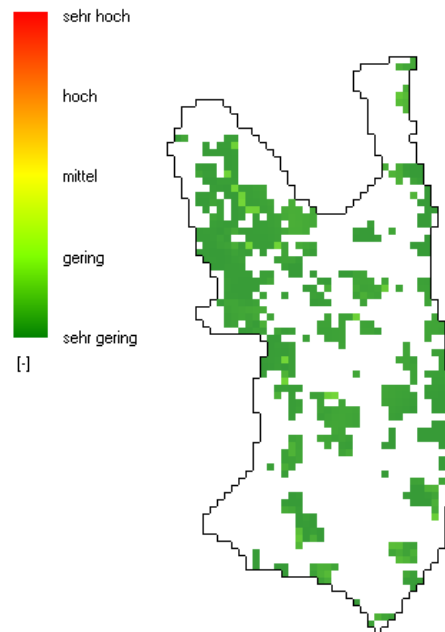 sehr hoch
hoch
mittel
gering
sehr gering
[-]